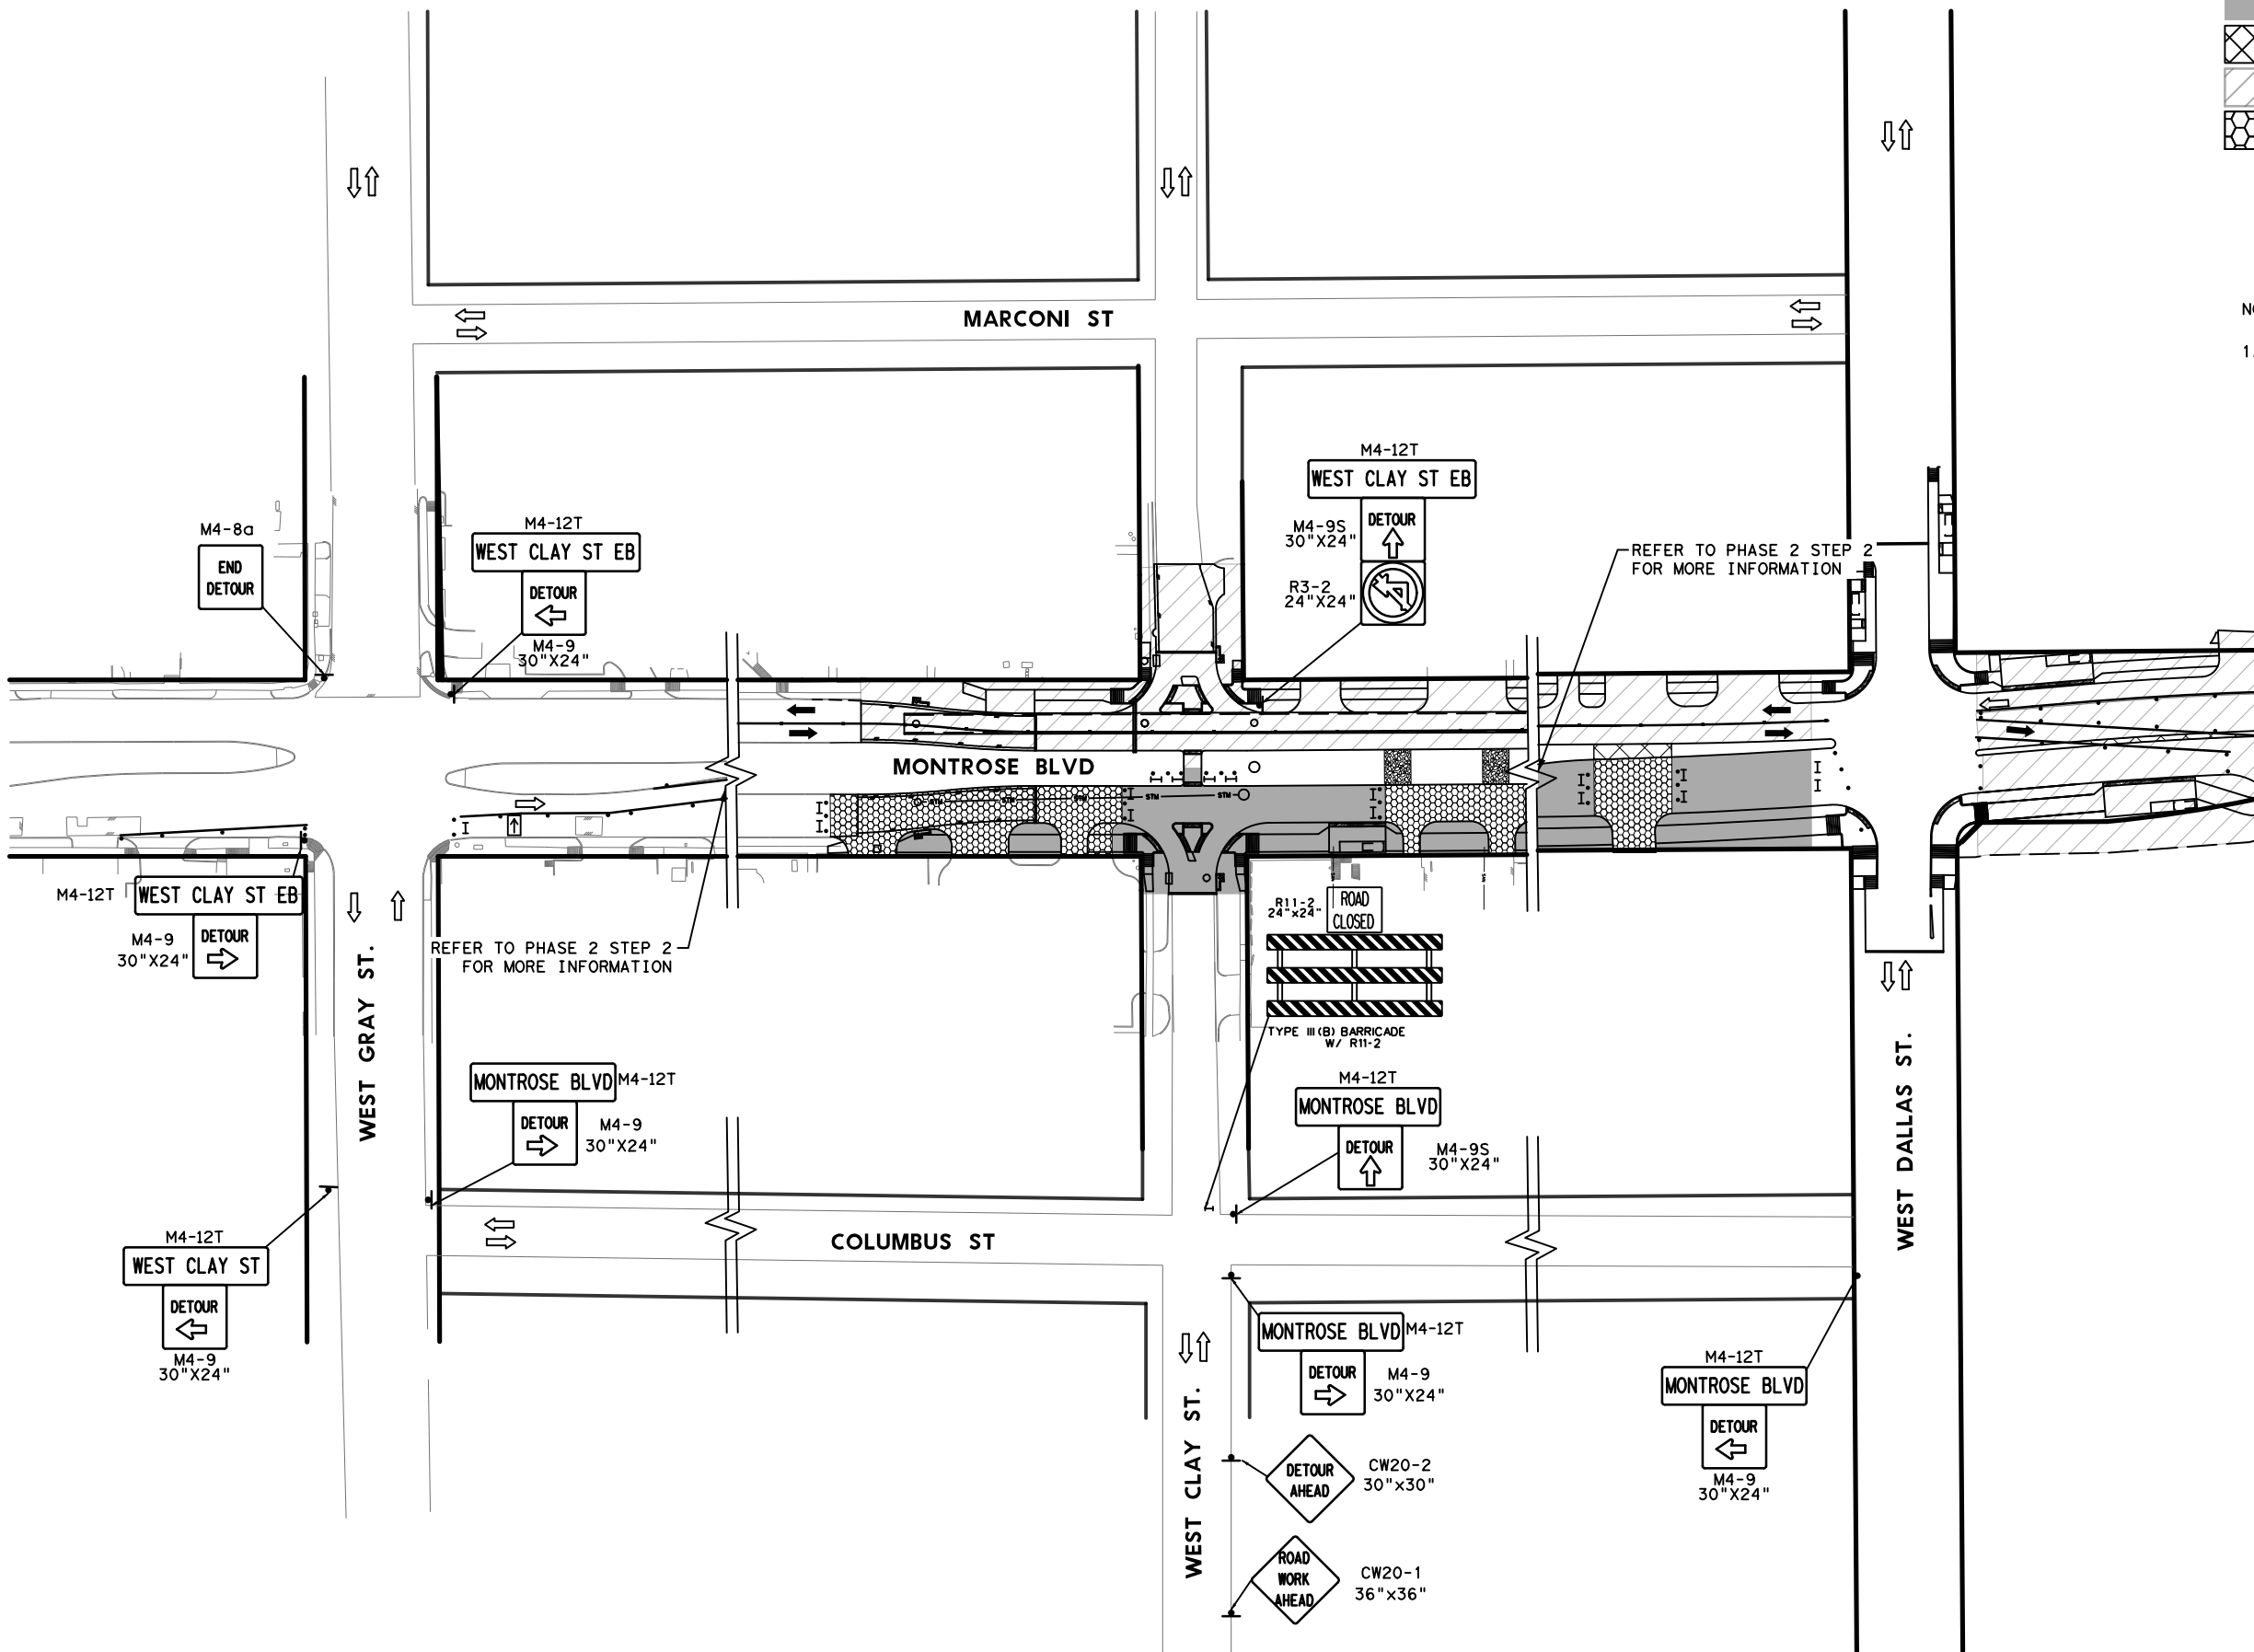 NO
1.
MARCONI ST
M4-12T
WEST CLAY ST EB
M4-9S
30"X24"
DETOUR
R3-2
24"X24"
M4-8a
END
DETOUR
M4-12T
WEST CLAY ST EB
DETOUR
M4-9
30"X24"
REFER TO PHASE 2 STEP 2
FOR MORE INFORMATION
MONTROSE BLVD
STM
STM
STM
STM
STM
M4-12T
WEST CLAY ST EB
M4-9
30"X24"
DETOUR
REFER TO PHASE 2 STEP 2
FOR MORE INFORMATION
R11-2
24"x24"
ROAD
CLOSED
TYPE III(B) BARRICADE
W/ R11-2
WEST GRAY ST.
MONTROSE BLVD
M4-12T
DETOUR
M4-9
30"X24"
M4-12T
MONTROSE BLVD
DETOUR
M4-9S
30"X24"
WEST DALLAS ST.
M4-12T
WEST CLAY ST
DETOUR
M4-9
30"X24"
COLUMBUS ST
MONTROSE BLVD
M4-12T
DETOUR
M4-9
30"X24"
M4-12T
MONTROSE BLVD
DETOUR
M4-9
30"X24"
WEST CLAY ST.
DETOUR
AHEAD
CW20-2
30"x30"
ROAD
WORK
AHEAD
CW20-1
36"x36"